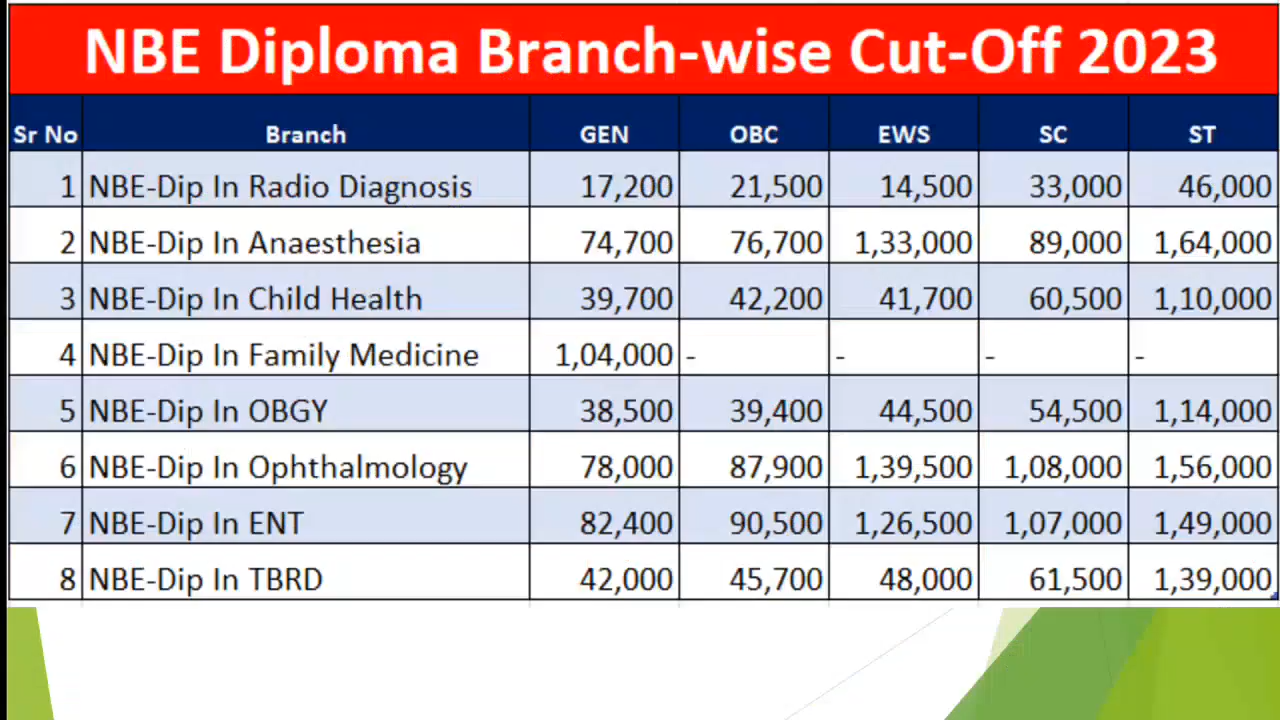 NBE Diploma Branch-wise Cut-Off 2023
Sr No Branch GEN OBC EWS SC ST
1 NBE-Dip In Radio Diagnosis 17,200 21,500 14,500 33,000 46,000
2 NBE-Dip In Anaesthesia 74,700 76,700 1,33,000 89,000 1,64,000
3 NBE-Dip In Child Health 39,700 42,200 41,700 60,500 1,10,000
4 NBE-Dip In Family Medicine 1,04,000 - - - -
5 NBE-Dip In OBGY 38,500 39,400 44,500 54,500 1,14,000
6 NBE-Dip In Ophthalmology 78,000 87,900 1,39,500 1,08,000 1,56,000
7 NBE-Dip In ENT 82,400 90,500 1,26,500 1,07,000 1,49,000
8 NBE-Dip In TBRD 42,000 45,700 48,000 61,500 1,39,000